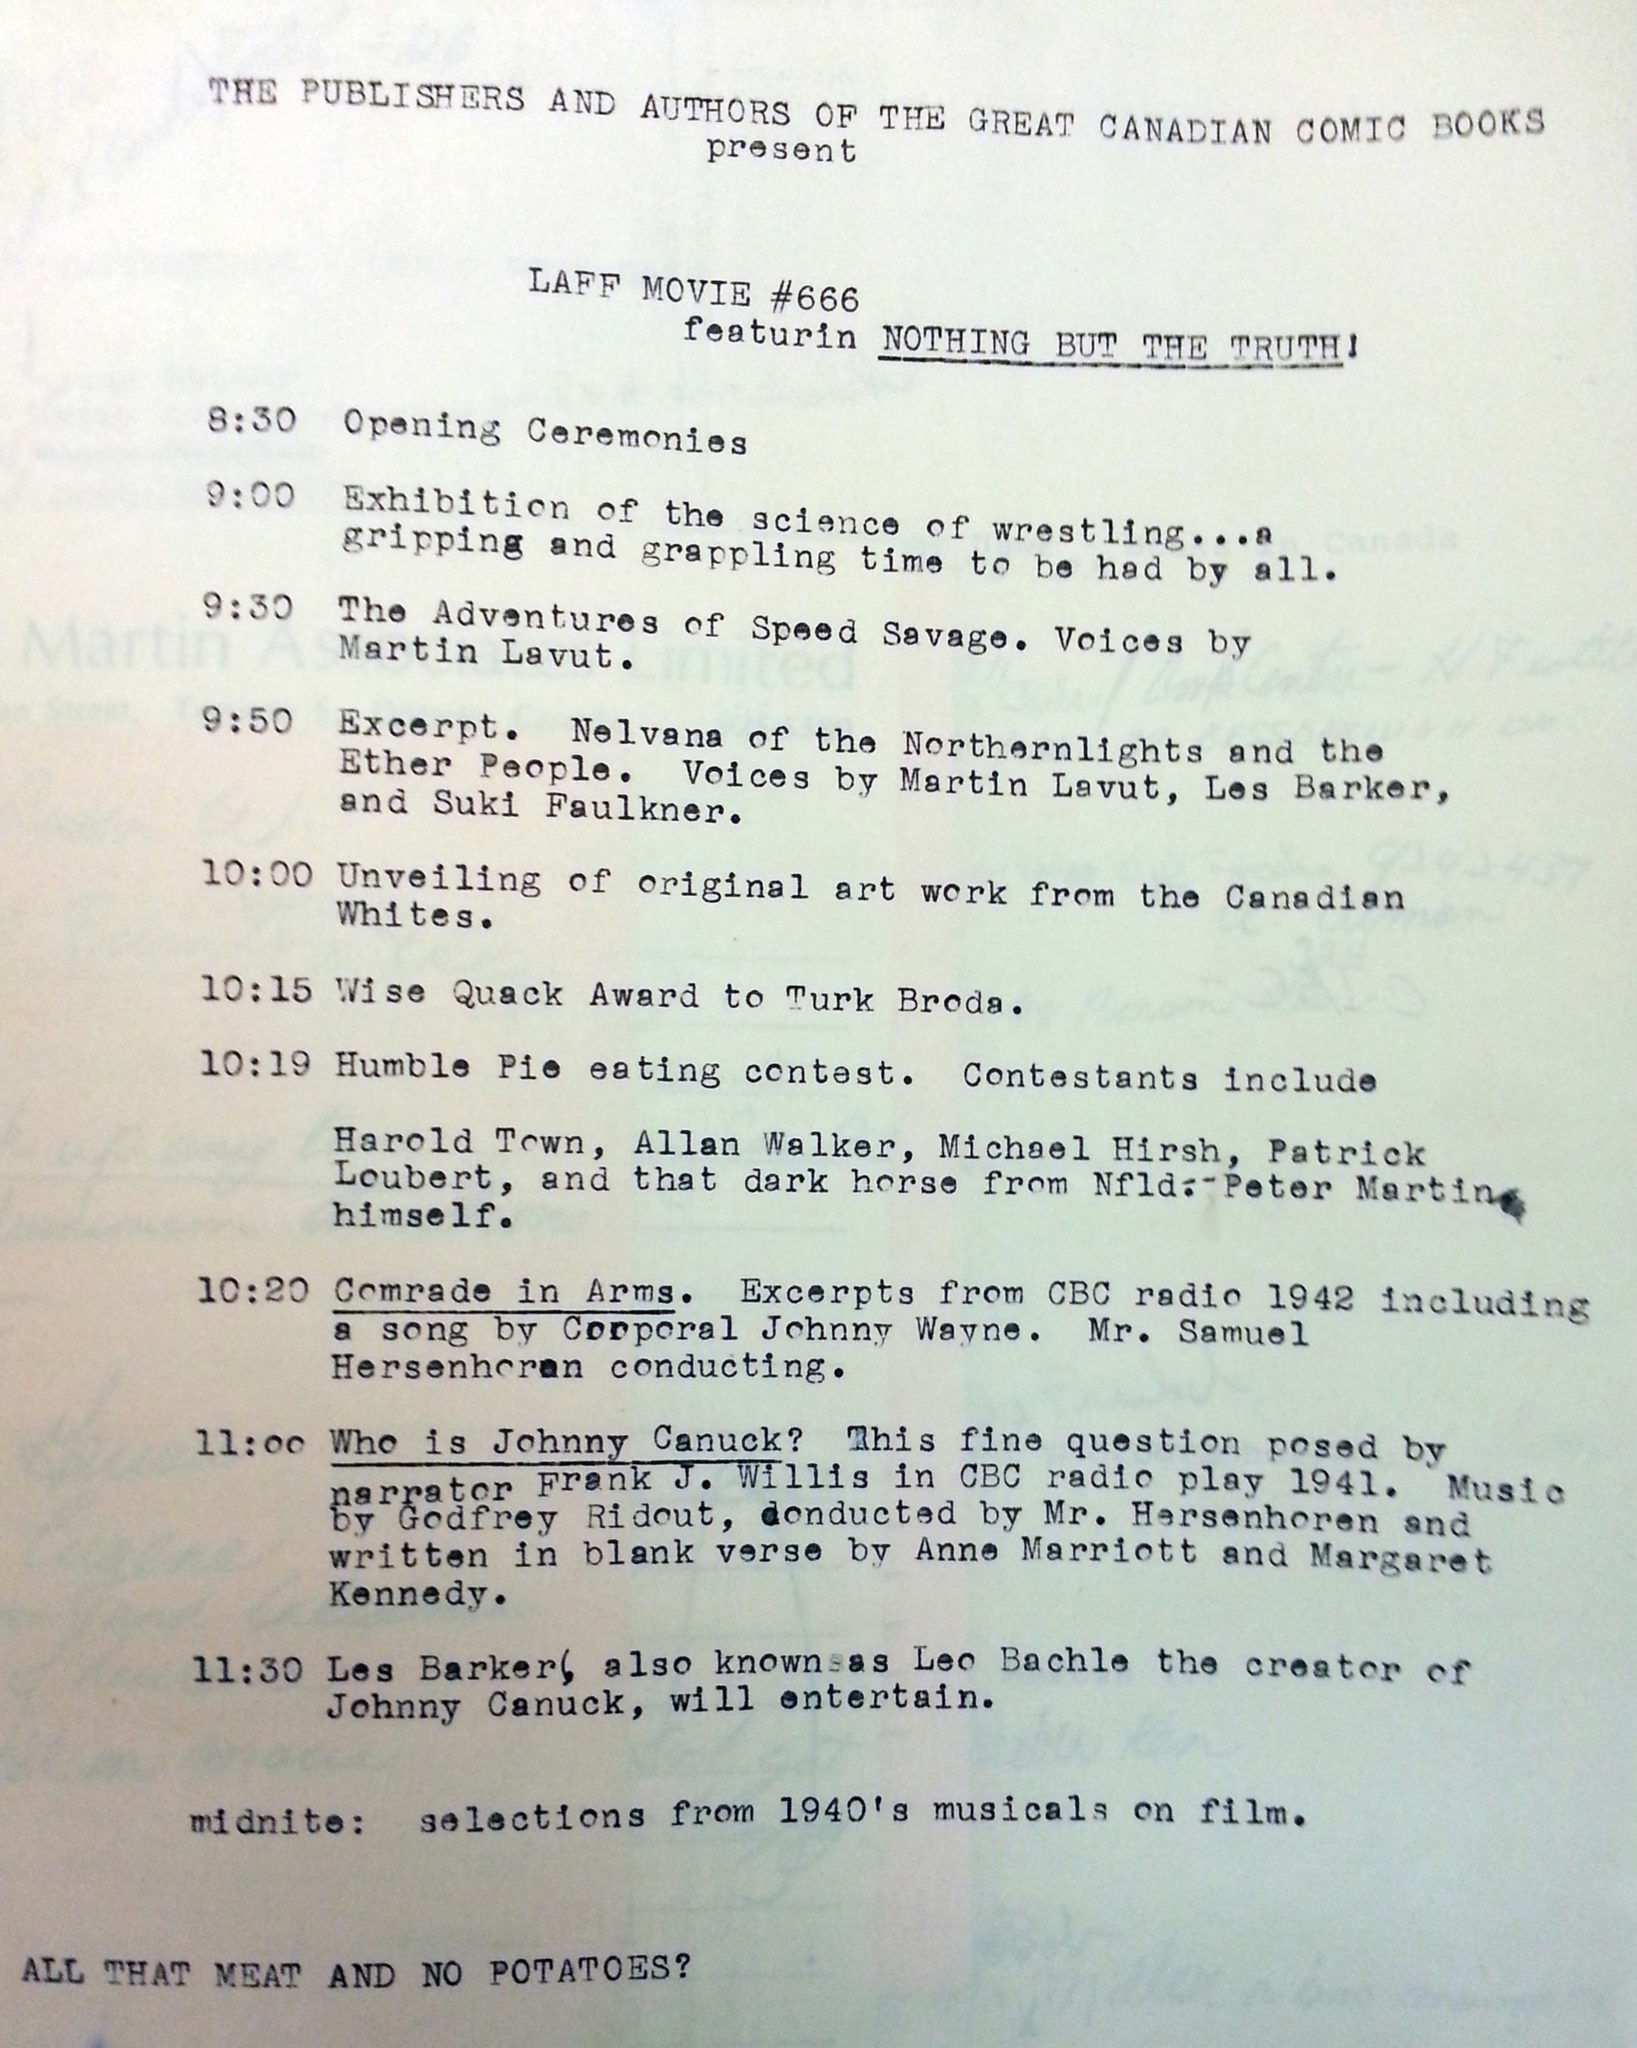 THE PUBLISHERS AND AUTHORS OF THE GREAT CANADIAN COMIC BOOKS
present
LAFF MOVIE #666
featurin NOTHING BUT THE TRUTH!
8:30 Opening Ceremonies
9:00 Exhibition of the science of wrestling...a
gripping and grappling time to be had by all.
9:30 The Adventures of Speed Savage. Voices by
Martin Lavut.
9:50 Excerpt. Nelvana of the Northernlights and the
Ether People. Voices by Martin Lavut, Les Barker,
and Suki Faulkner.
10:00 Unveiling of original art work from the Canadian
Whites.
10:15 Wise Quack Award to Turk Broda.
10:19 Humble Pie eating contest. Contestants include
Harold Town, Allan Walker, Michael Hirsh, Patrick
Loubert, and that dark horse from Nfld.-Peter Martin
himself.
10:20 Comrade in Arms. Excerpts from CBC radio 1942 including
a song by Corporal Johnny Wayne. Mr. Samuel
Hersenhoren conducting.
11:00 Who is Johnny Canuck? This fine question posed by
narrator Frank J. Willis in CBC radio play 1941. Music
by Godfrey Ridout, conducted by Mr. Hersenhoren and
written in blank verse by Anne Marriott and Margaret
Kennedy.
11:30 Les Barker, also known as Leo Bachle the creator of
Johnny Canuck, will entertain.
midnite: selections from 1940's musicals on film.
ALL THAT MEAT AND NO POTATOES?